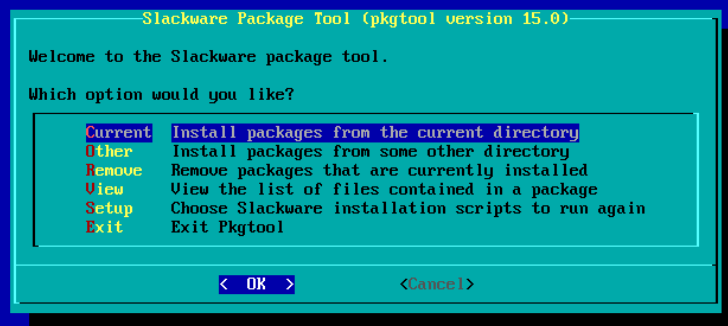 Slackware Package Tool (pkgtool version 15.0)
Welcome to the Slackware package tool.
Which option would you like?
Current Install packages from the current directory
Other Install packages from some other directory
Remove Remove packages that are currently installed
View View the list of files contained in a package
Setup Choose Slackware installation scripts to run again
Exit Exit Pkgtool
< OK > <Cancel>